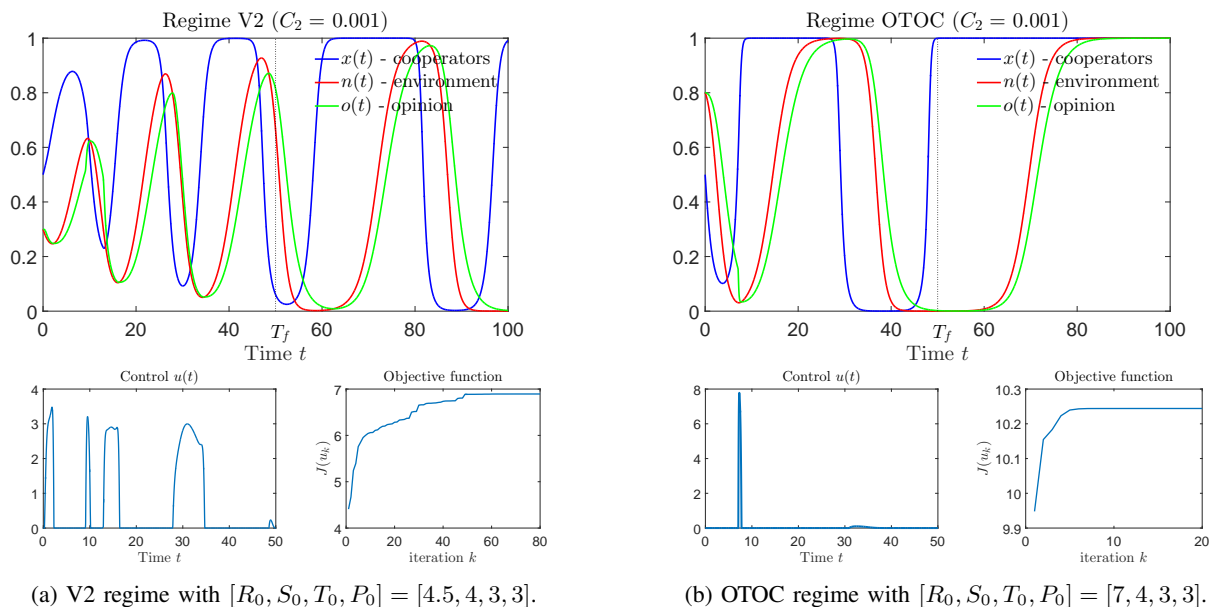 Regime V2 (C₂ = 0.001)
1
0.8
0.6
0.4
0.2
0
x(t) - cooperators
n(t) - environment
o(t) - opinion
0 20 40 T_f 60 80 100
Time t
Control u(t)
4
3
2
1
0
0 10 20 30 40 50
Time t
Objective function
J(u_k)
7
6
5
4
0 20 40 60 80
iteration k
(a) V2 regime with [R₀, S₀, T₀, P₀] = [4.5, 4, 3, 3].
Regime OTOC (C₂ = 0.001)
1
0.8
0.6
0.4
0.2
0
x(t) - cooperators
n(t) - environment
o(t) - opinion
0 20 40 T_f 60 80 100
Time t
Control u(t)
8
6
4
2
0
0 10 20 30 40 50
Time t
Objective function
J(u_k)
10.3
10.2
10.1
10
9.9
0 10 20
iteration k
(b) OTOC regime with [R₀, S₀, T₀, P₀] = [7, 4, 3, 3].